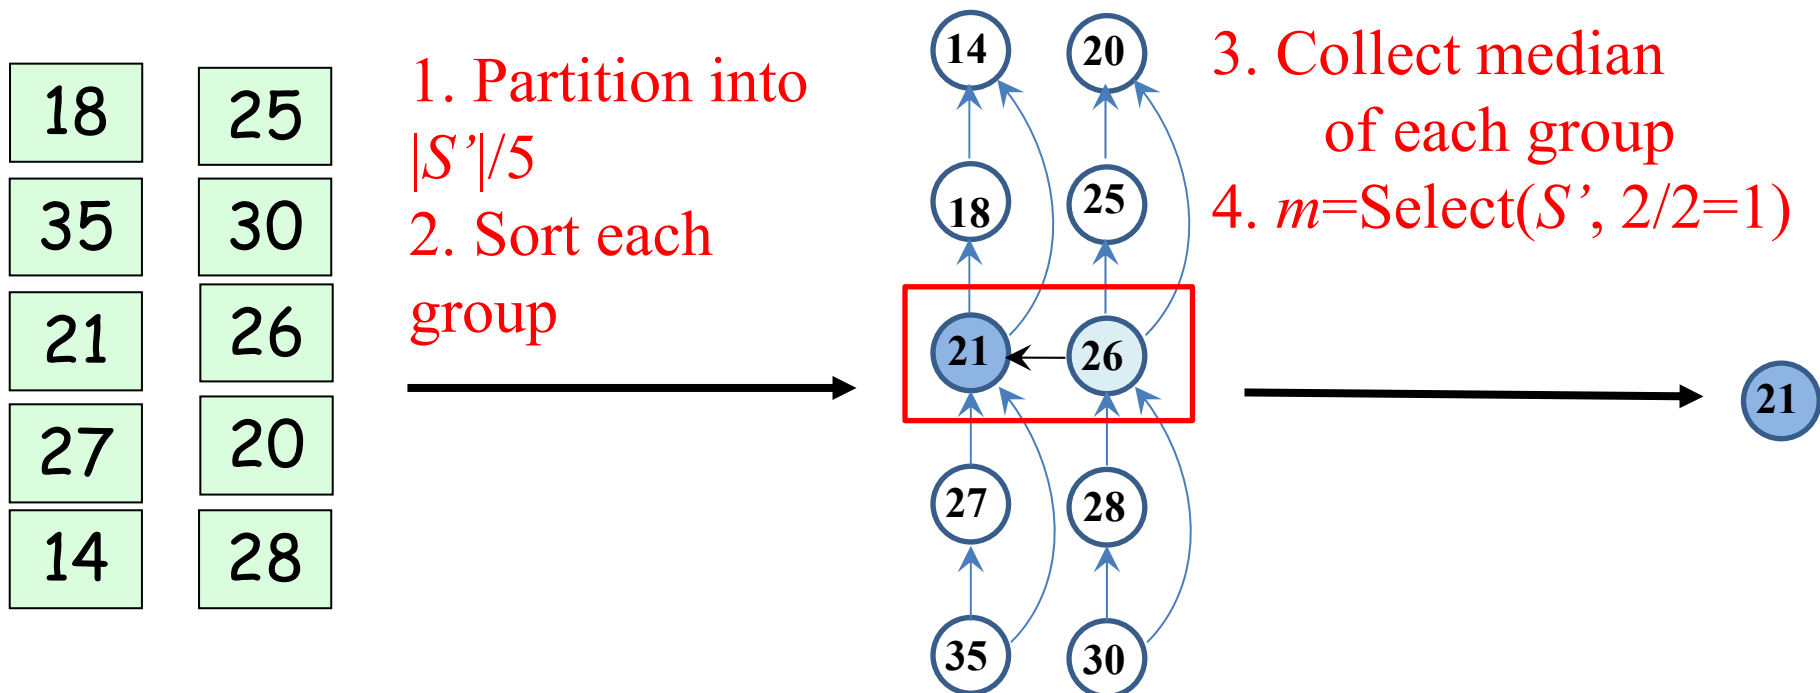 18 25
35 30
21 26
27 20
14 28
1. Partition into
|S’|/5
2. Sort each
group
14 20
18 25
21 26
27 28
35 30
3. Collect median
of each group
4. m=Select(S’, 2/2=1)
21